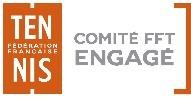 TEN
FÉDÉRATION
FRANÇAISE
NIS
COMITÉ FFT
ENGAGÉ